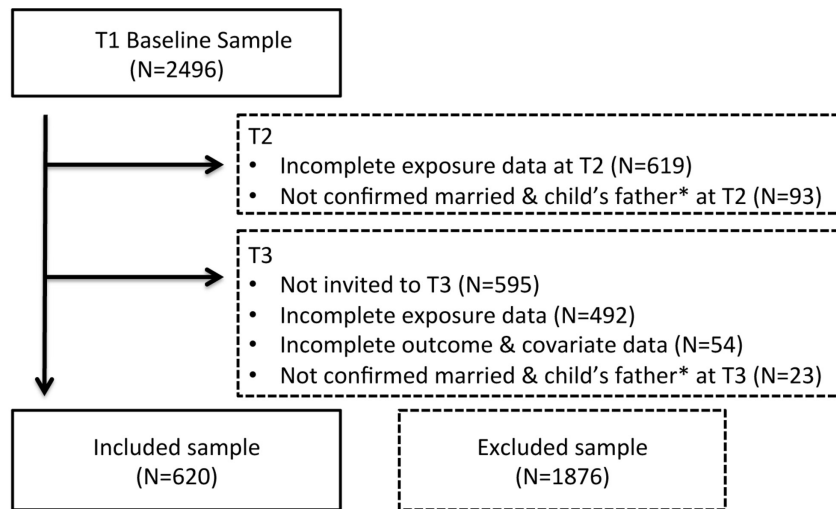 T1 Baseline Sample
(N=2496)
T2
• Incomplete exposure data at T2 (N=619)
• Not confirmed married & child's father* at T2 (N=93)
T3
• Not invited to T3 (N=595)
• Incomplete exposure data (N=492)
• Incomplete outcome & covariate data (N=54)
• Not confirmed married & child's father* at T3 (N=23)
Included sample
(N=620)
Excluded sample
(N=1876)